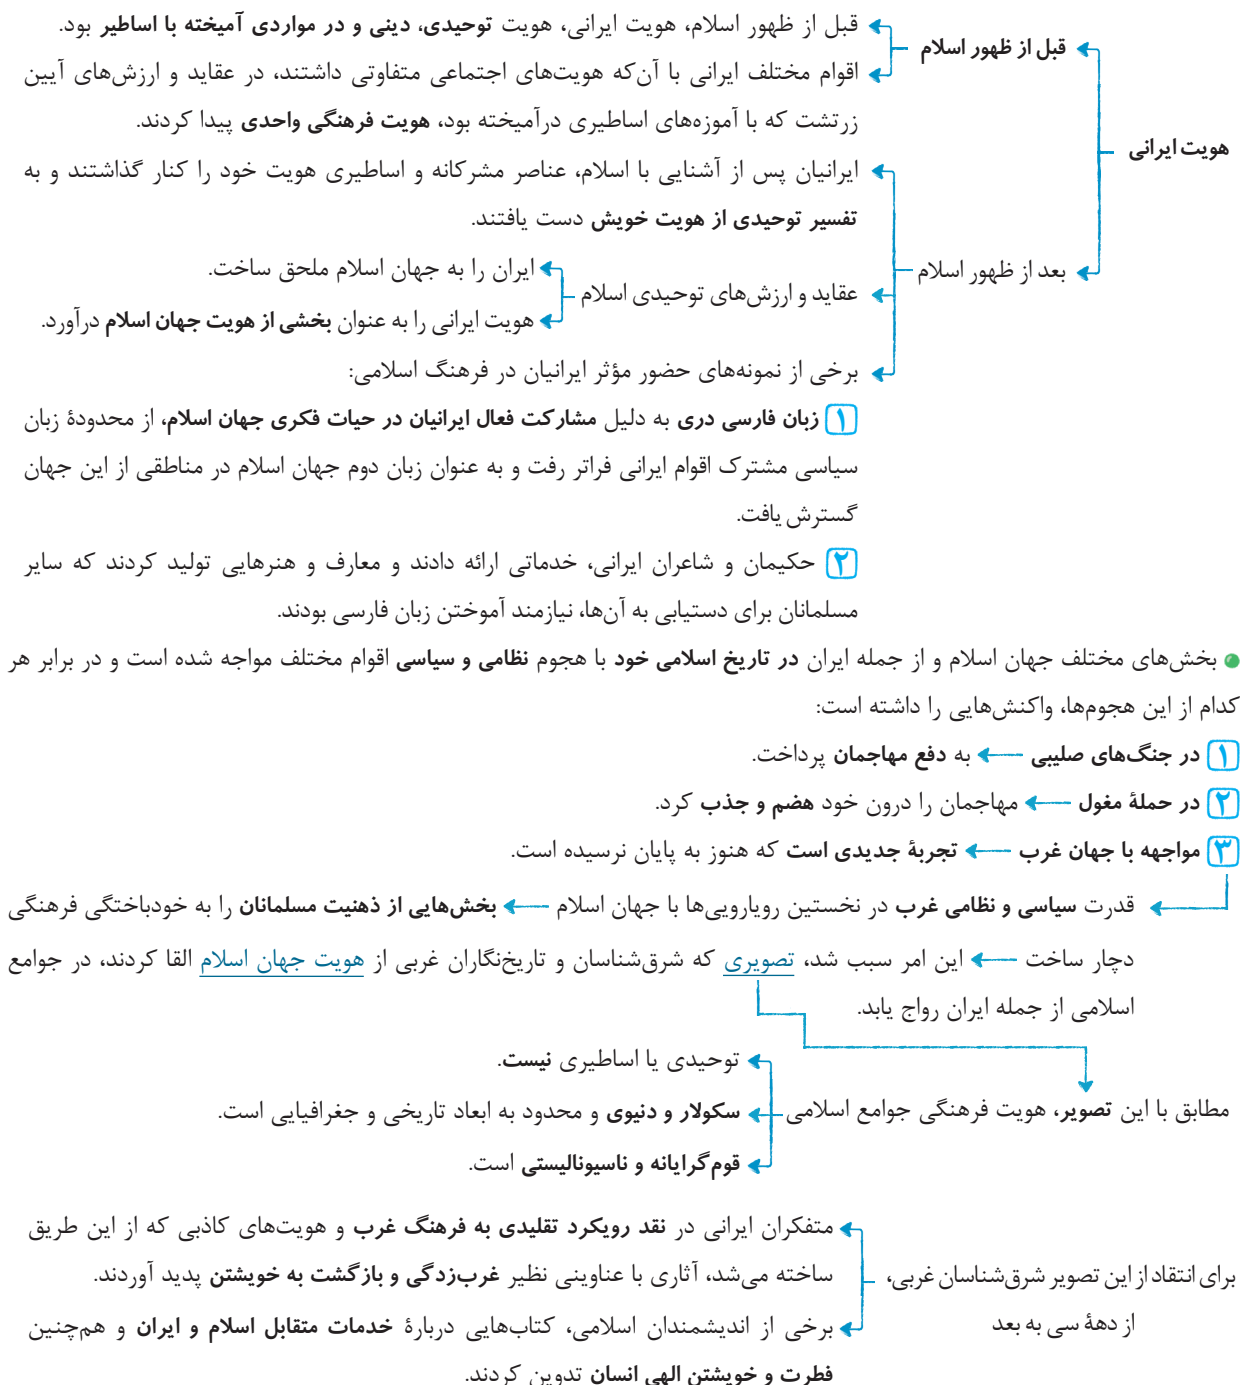 هویت ایرانی
قبل از ظهور اسلام
قبل از ظهور اسلام، هویت ایرانی، هویت توحیدی، دینی و در مواردی آمیخته با اساطیر بود.
اقوام مختلف ایرانی با آن‌که هویت‌های اجتماعی متفاوتی داشتند، در عقاید و ارزش‌های آیین
زرتشت که با آموزه‌های اساطیری درآمیخته بود، هویت فرهنگی واحدی پیدا کردند.
بعد از ظهور اسلام
ایرانیان پس از آشنایی با اسلام، عناصر مشرکانه و اساطیری هویت خود را کنار گذاشتند و به
تفسیر توحیدی از هویت خویش دست یافتند.
عقاید و ارزش‌های توحیدی اسلام
ایران را به جهان اسلام ملحق ساخت.
هویت ایرانی را به عنوان بخشی از هویت جهان اسلام درآورد.
برخی از نمونه‌های حضور مؤثر ایرانیان در فرهنگ اسلامی:
۱ زبان فارسی دری به دلیل مشارکت فعال ایرانیان در حیات فکری جهان اسلام، از محدودهٔ زبان
سیاسی مشترک اقوام ایرانی فراتر رفت و به عنوان زبان دوم جهان اسلام در مناطقی از این جهان
گسترش یافت.
۲ حکیمان و شاعران ایرانی، خدماتی ارائه دادند و معارف و هنرهایی تولید کردند که سایر
مسلمانان برای دستیابی به آن‌ها، نیازمند آموختن زبان فارسی بودند.
بخش‌های مختلف جهان اسلام و از جمله ایران در تاریخ اسلامی خود با هجوم نظامی و سیاسی اقوام مختلف مواجه شده است و در برابر هر
کدام از این هجوم‌ها، واکنش‌هایی را داشته است:
۱ در جنگ‌های صلیبی ← به دفع مهاجمان پرداخت.
۲ در حملهٔ مغول ← مهاجمان را درون خود هضم و جذب کرد.
۳ مواجهه با جهان غرب ← تجربهٔ جدیدی است که هنوز به پایان نرسیده است.
قدرت سیاسی و نظامی غرب در نخستین رویارویی‌ها با جهان اسلام ← بخش‌هایی از ذهنیت مسلمانان را به خودباختگی فرهنگی
دچار ساخت ← این امر سبب شد، تصویری که شرق‌شناسان و تاریخ‌نگاران غربی از هویت جهان اسلام القا کردند، در جوامع
اسلامی از جمله ایران رواج یابد.
مطابق با این تصویر، هویت فرهنگی جوامع اسلامی
توحیدی یا اساطیری نیست.
سکولار و دنیوی و محدود به ابعاد تاریخی و جغرافیایی است.
قوم‌گرایانه و ناسیونالیستی است.
برای انتقاد از این تصویر شرق‌شناسان غربی،
از دههٔ سی به بعد
متفکران ایرانی در نقد رویکرد تقلیدی به فرهنگ غرب و هویت‌های کاذبی که از این طریق
ساخته می‌شد، آثاری با عناوینی نظیر غرب‌زدگی و بازگشت به خویشتن پدید آوردند.
برخی از اندیشمندان اسلامی، کتاب‌هایی دربارهٔ خدمات متقابل اسلام و ایران و هم‌چنین
فطرت و خویشتن الهی انسان تدوین کردند.